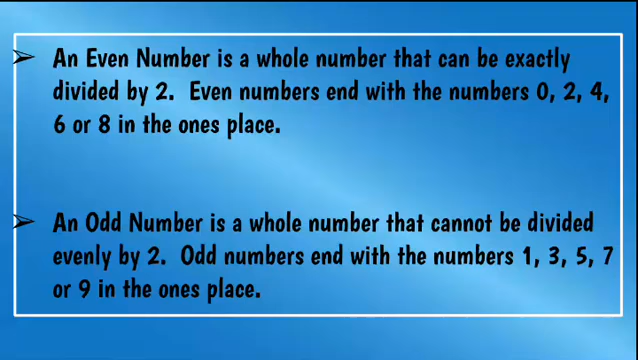 ➢ An Even Number is a whole number that can be exactly
divided by 2. Even numbers end with the numbers 0, 2, 4,
6 or 8 in the ones place.
➢ An Odd Number is a whole number that cannot be divided
evenly by 2. Odd numbers end with the numbers 1, 3, 5, 7
or 9 in the ones place.